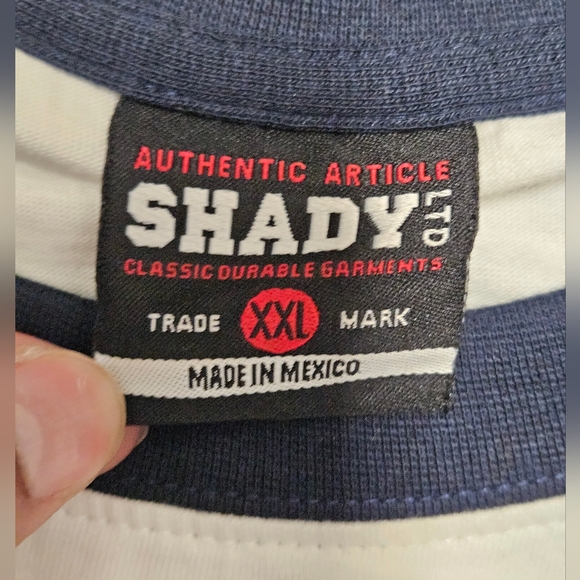 AUTHENTIC ARTICLE
SHADY LTD
CLASSIC DURABLE GARMENTS
TRADE XXL MARK
MADE IN MEXICO